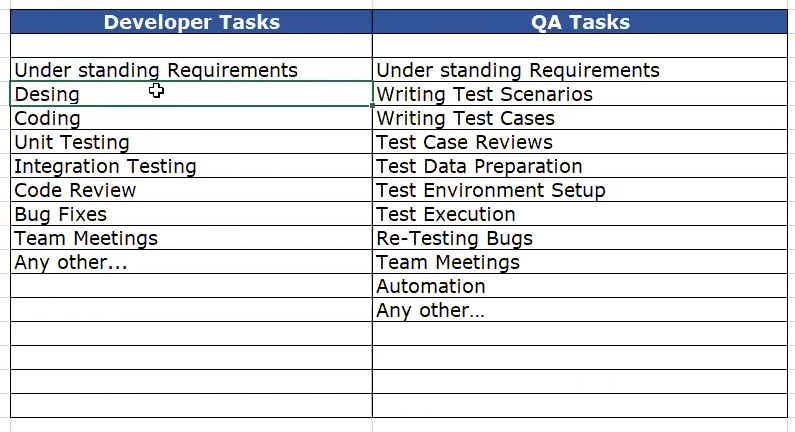 Developer Tasks QA Tasks
Under standing Requirements Under standing Requirements
Desing Writing Test Scenarios
Coding Writing Test Cases
Unit Testing Test Case Reviews
Integration Testing Test Data Preparation
Code Review Test Environment Setup
Bug Fixes Test Execution
Team Meetings Re-Testing Bugs
Any other... Team Meetings
Automation
Any other...